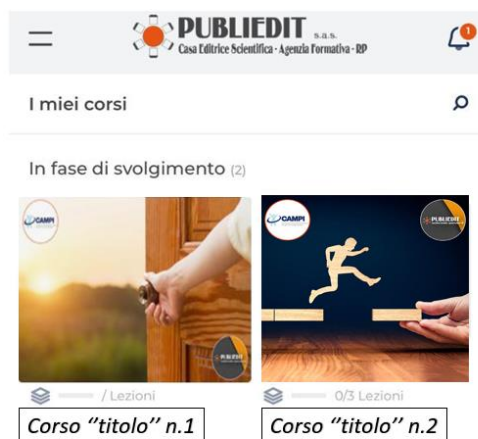 PUBLIEDIT s.a.s.
Casa Editrice Scientifica - Agenzia Formativa - RP
1
I miei corsi
In fase di svolgimento (2)
CAMPI
PUBLIEDIT
CAMPI
PUBLIEDIT
/ Lezioni
0/3 Lezioni
Corso ‘‘titolo’’ n.1
Corso ‘‘titolo’’ n.2